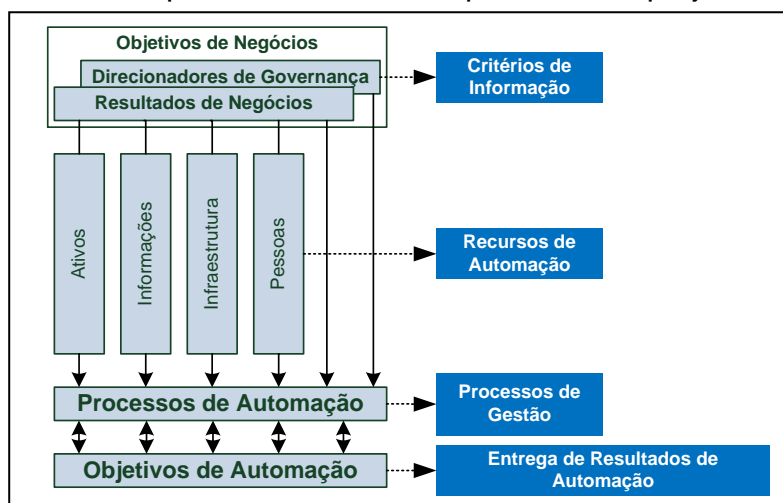 Objetivos de Negócios
Direcionadores de Governança
Resultados de Negócios
Critérios de
Informação
Ativos
Informações
Infraestrutura
Pessoas
Recursos de
Automação
Processos de Automação
Processos de
Gestão
Objetivos de Automação
Entrega de Resultados de
Automação